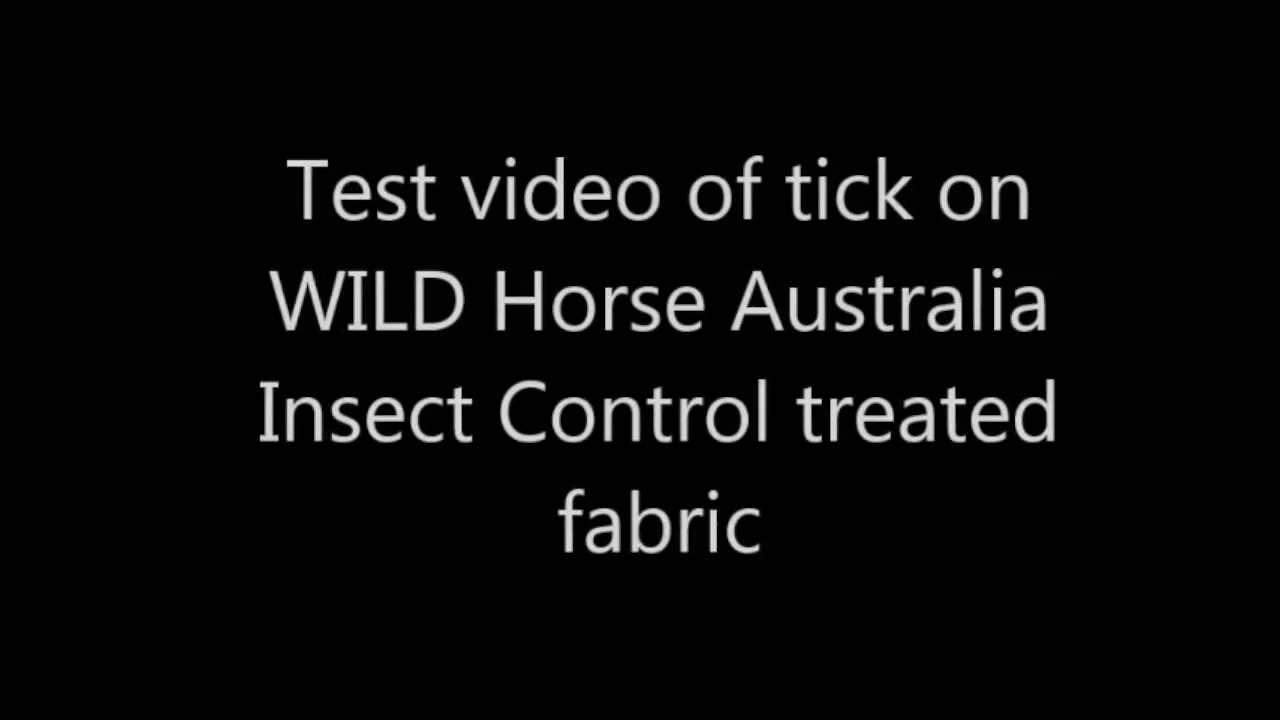 Test video of tick on
WILD Horse Australia
Insect Control treated
fabric